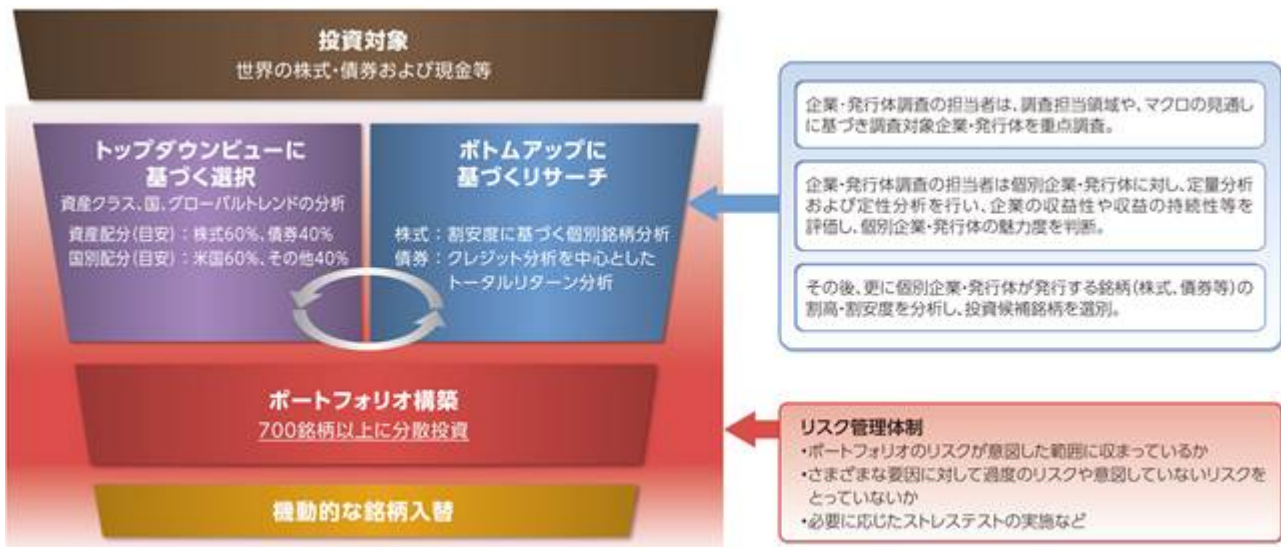 投資対象
世界の株式・債券および現金等
トップダウンビューに
基づく選択
資産クラス、国、グローバルトレンドの分析
資産配分(目安)：株式60%、債券40%
国別配分(目安)：米国60%、その他40%
ボトムアップに
基づくリサーチ
株式：割安度に基づく個別銘柄分析
債券：クレジット分析を中心とした
トータルリターン分析
ポートフォリオ構築
700銘柄以上に分散投資
機動的な銘柄入替
企業・発行体調査の担当者は、調査担当領域や、マクロの見通し
に基づき調査対象企業・発行体を重点調査。
企業・発行体調査の担当者は個別企業・発行体に対し、定量分析
および定性分析を行い、企業の収益性や収益の持続性等を
評価し、個別企業・発行体の魅力度を判断。
その後、更に個別企業・発行体が発行する銘柄(株式、債券等)の
割高・割安度を分析し、投資候補銘柄を選別。
リスク管理体制
・ポートフォリオのリスクが意図した範囲に収まっているか
・さまざまな要因に対して過度のリスクや意図していないリスクを
とっていないか
・必要に応じたストレステストの実施など